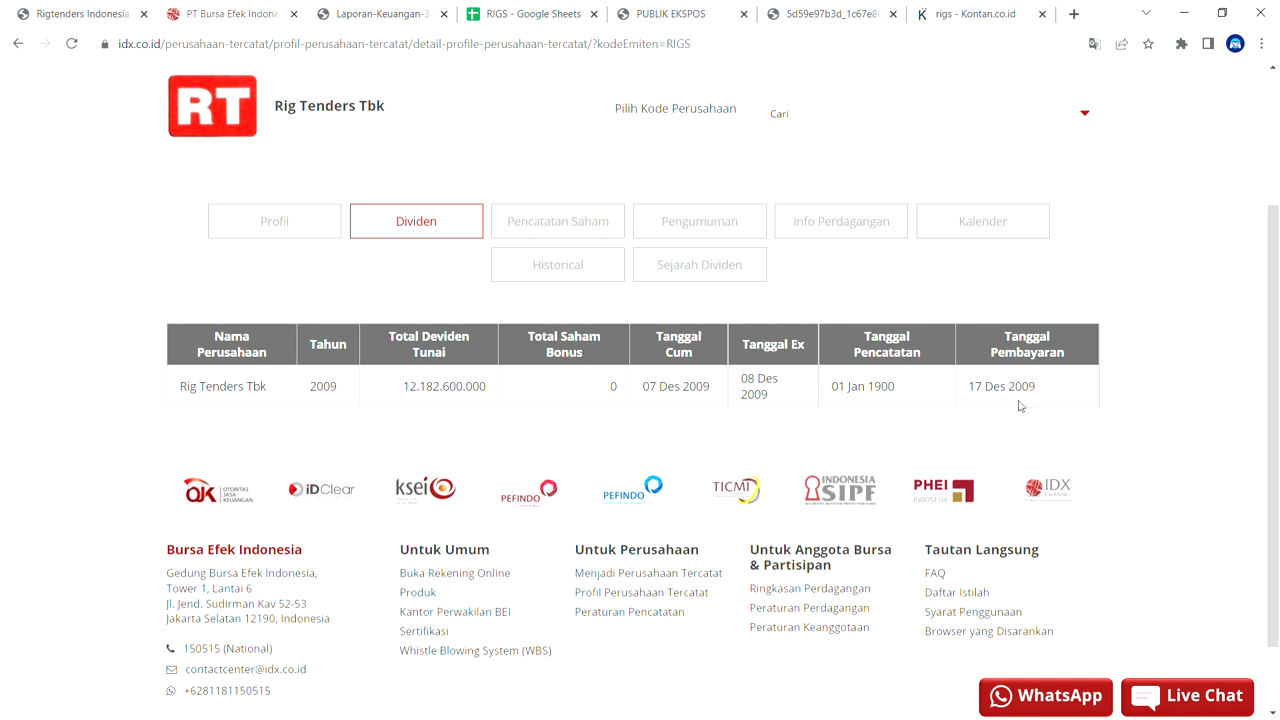 Rigtenders Indonesia
PT Bursa Efek Indone
Laporan-Keuangan-3
RIGS - Google Sheets
PUBLIK EKSPOS
5d59e97b3d_1c67e8
rigs - Kontan.co.id
idx.co.id/perusahaan-tercatat/profil-perusahaan-tercatat/detail-profile-perusahaan-tercatat/?kodeEmiten=RIGS
RT
Rig Tenders Tbk
Pilih Kode Perusahaan
Cari
Profil
Dividen
Pencatatan Saham
Pengumuman
Info Perdagangan
Kalender
Historical
Sejarah Dividen
Nama Perusahaan Tahun Total Deviden Tunai Total Saham Bonus Tanggal Cum Tanggal Ex Tanggal Pencatatan Tanggal Pembayaran
Rig Tenders Tbk 2009 12.182.600.000 0 07 Des 2009 08 Des 2009 01 Jan 1900 17 Des 2009
OJK OTORITAS JASA KEUANGAN
iDClear
ksei
PEFINDO
PEFINDO
TICMI
INDONESIA SIPF
PHEI INDONESIA
IDX
Bursa Efek Indonesia
Gedung Bursa Efek Indonesia,
Tower 1, Lantai 6
Jl. Jend. Sudirman Kav 52-53
Jakarta Selatan 12190, Indonesia
150515 (National)
contactcenter@idx.co.id
+6281181150515
Untuk Umum
Buka Rekening Online
Produk
Kantor Perwakilan BEI
Sertifikasi
Whistle Blowing System (WBS)
Untuk Perusahaan
Menjadi Perusahaan Tercatat
Profil Perusahaan Tercatat
Peraturan Pencatatan
Untuk Anggota Bursa
& Partisipan
Ringkasan Perdagangan
Peraturan Perdagangan
Peraturan Keanggotaan
Tautan Langsung
FAQ
Daftar Istilah
Syarat Penggunaan
Browser yang Disarankan
WhatsApp
Live Chat